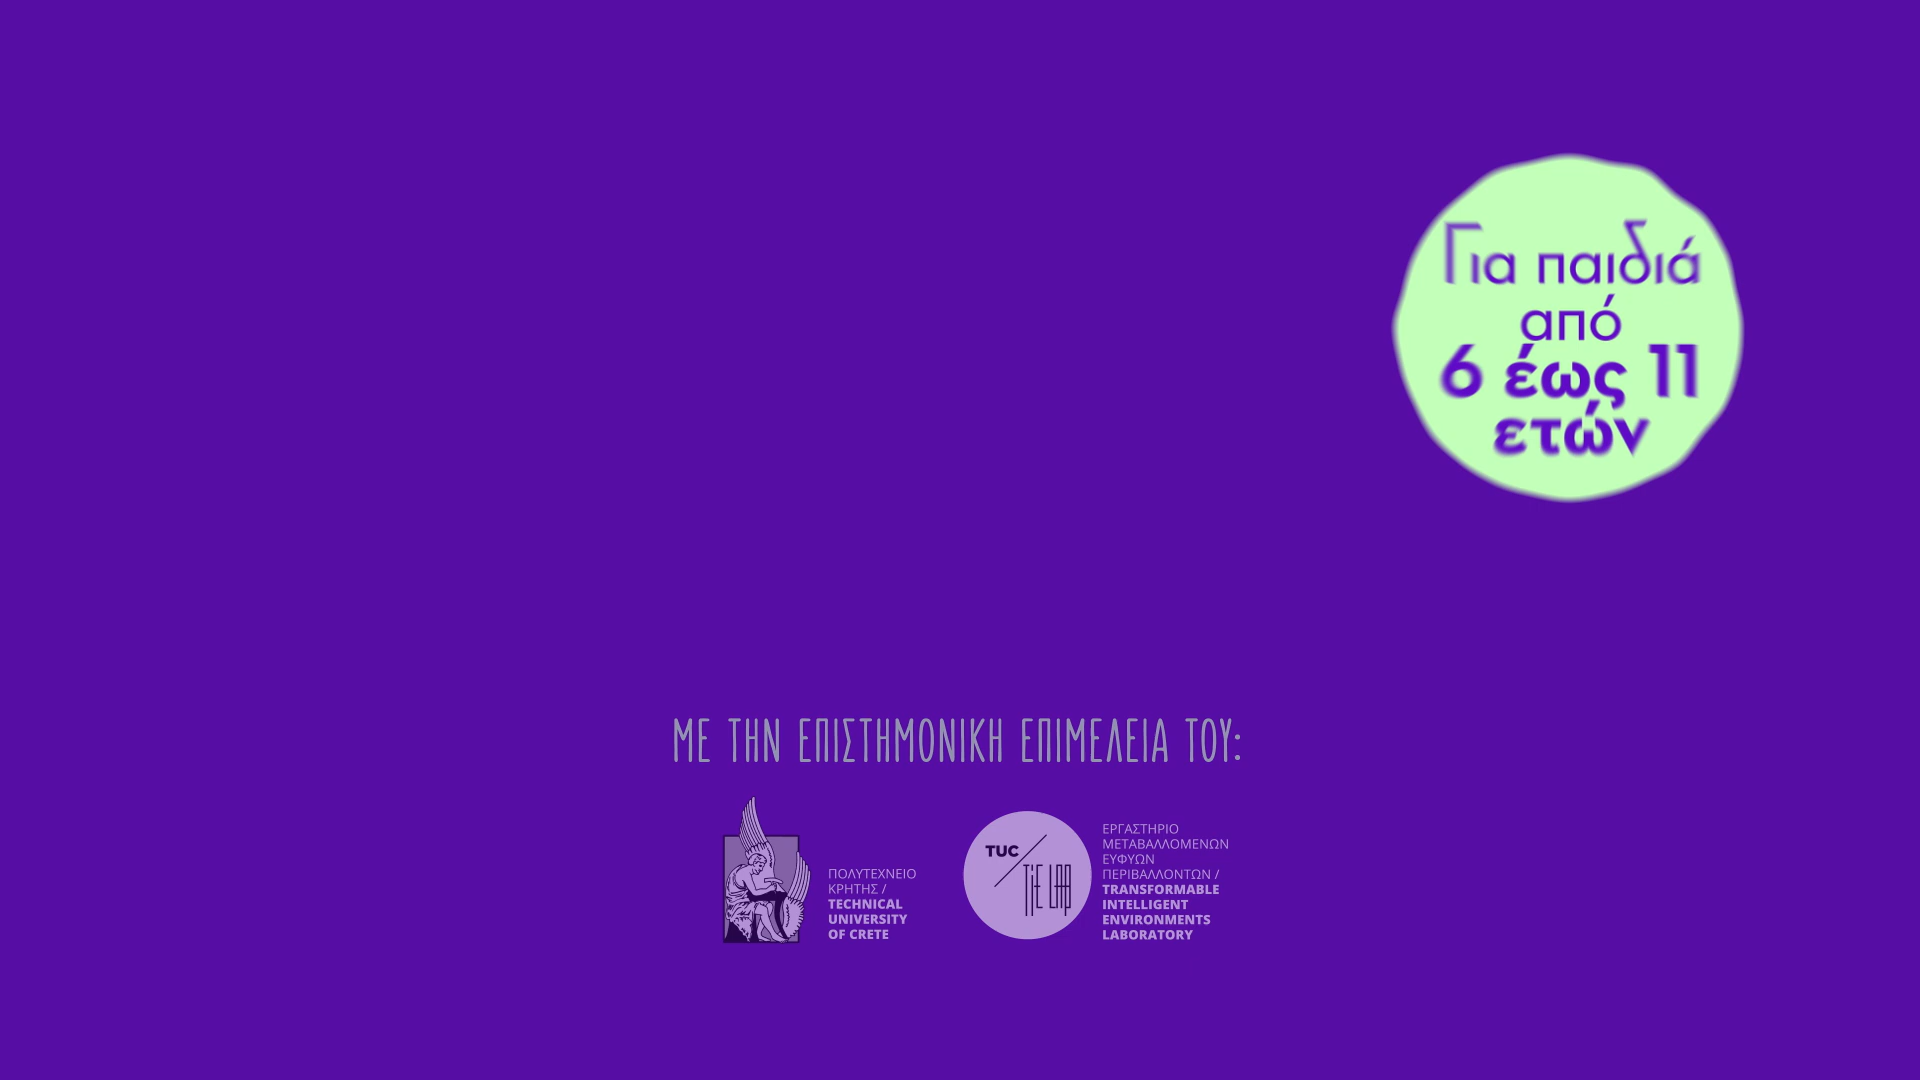 Για παιδιά
από
6 έως 11
ετών
ΜΕ ΤΗΝ ΕΠΙΣΤΗΜΟΝΙΚΗ ΕΠΙΜΕΛΕΙΑ ΤΟΥ:
ΠΟΛΥΤΕΧΝΕΙΟ
ΚΡΗΤΗΣ /
TECHNICAL
UNIVERSITY
OF CRETE
TUC
TIE LAB
ΕΡΓΑΣΤΗΡΙΟ
ΜΕΤΑΒΑΛΛΟΜΕΝΩΝ
ΕΥΦΥΩΝ
ΠΕΡΙΒΑΛΛΟΝΤΩΝ /
TRANSFORMABLE
INTELLIGENT
ENVIRONMENTS
LABORATORY